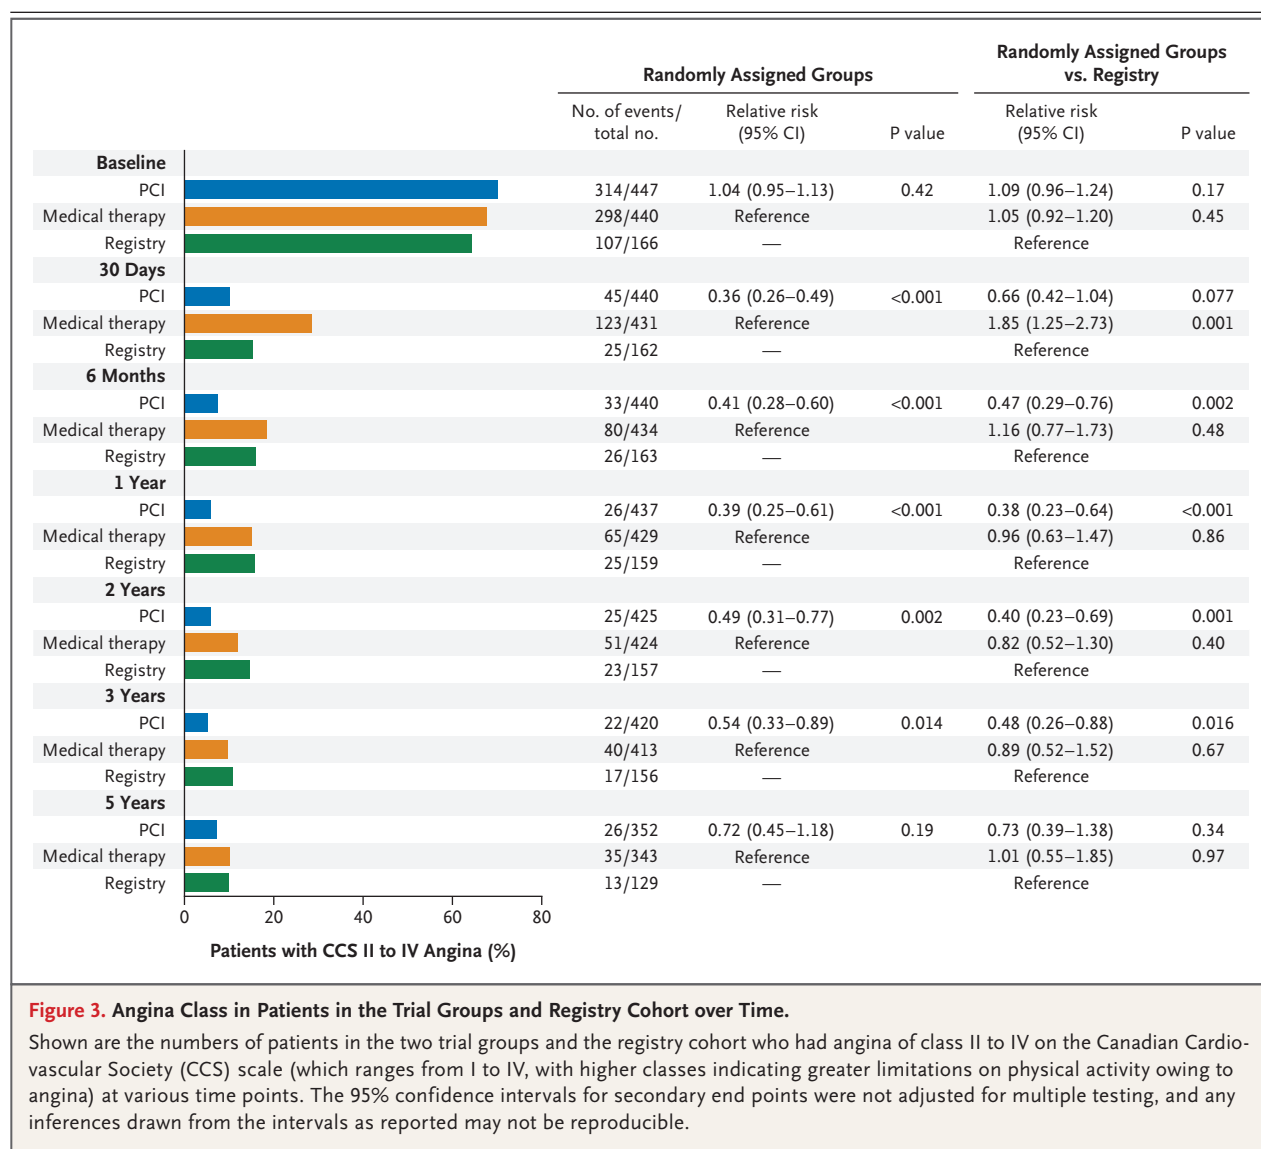 Randomly Assigned Groups
Randomly Assigned Groups
vs. Registry
No. of events/
total no.
Relative risk
(95% CI)
P value
Relative risk
(95% CI)
P value
Baseline
PCI 314/447 1.04 (0.95–1.13) 0.42 1.09 (0.96–1.24) 0.17
Medical therapy 298/440 Reference 1.05 (0.92–1.20) 0.45
Registry 107/166 — Reference
30 Days
PCI 45/440 0.36 (0.26–0.49) <0.001 0.66 (0.42–1.04) 0.077
Medical therapy 123/431 Reference 1.85 (1.25–2.73) 0.001
Registry 25/162 — Reference
6 Months
PCI 33/440 0.41 (0.28–0.60) <0.001 0.47 (0.29–0.76) 0.002
Medical therapy 80/434 Reference 1.16 (0.77–1.73) 0.48
Registry 26/163 — Reference
1 Year
PCI 26/437 0.39 (0.25–0.61) <0.001 0.38 (0.23–0.64) <0.001
Medical therapy 65/429 Reference 0.96 (0.63–1.47) 0.86
Registry 25/159 — Reference
2 Years
PCI 25/425 0.49 (0.31–0.77) 0.002 0.40 (0.23–0.69) 0.001
Medical therapy 51/424 Reference 0.82 (0.52–1.30) 0.40
Registry 23/157 — Reference
3 Years
PCI 22/420 0.54 (0.33–0.89) 0.014 0.48 (0.26–0.88) 0.016
Medical therapy 40/413 Reference 0.89 (0.52–1.52) 0.67
Registry 17/156 — Reference
5 Years
PCI 26/352 0.72 (0.45–1.18) 0.19 0.73 (0.39–1.38) 0.34
Medical therapy 35/343 Reference 1.01 (0.55–1.85) 0.97
Registry 13/129 — Reference
0 20 40 60 80
Patients with CCS II to IV Angina (%)
Figure 3. Angina Class in Patients in the Trial Groups and Registry Cohort over Time.
Shown are the numbers of patients in the two trial groups and the registry cohort who had angina of class II to IV on the Canadian Cardio-
vascular Society (CCS) scale (which ranges from I to IV, with higher classes indicating greater limitations on physical activity owing to
angina) at various time points. The 95% confidence intervals for secondary end points were not adjusted for multiple testing, and any
inferences drawn from the intervals as reported may not be reproducible.